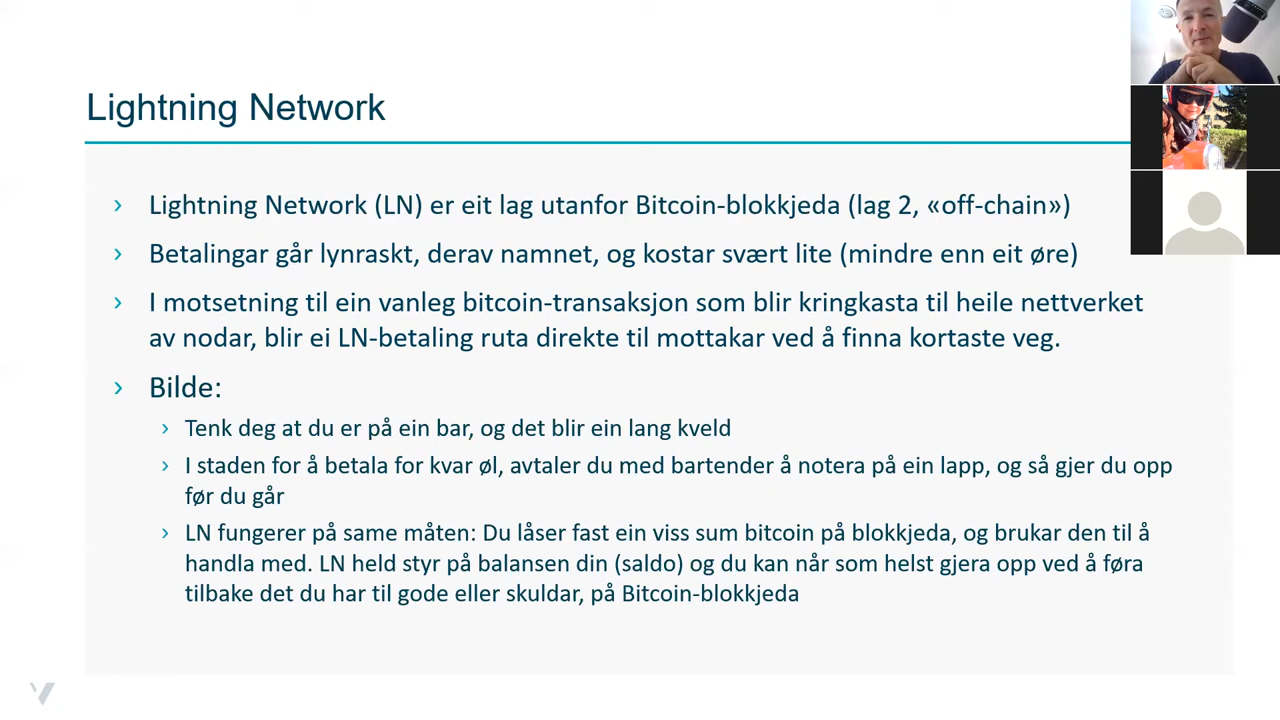 Lightning Network
Lightning Network (LN) er eit lag utanfor Bitcoin-blokkjeda (lag 2, «off-chain»)
Betalingar går lynraskt, derav namnet, og kostar svært lite (mindre enn eit øre)
I motsetning til ein vanleg bitcoin-transaksjon som blir kringkasta til heile nettverket
av nodar, blir ei LN-betaling ruta direkte til mottakar ved å finna kortaste veg.
Bilde:
Tenk deg at du er på ein bar, og det blir ein lang kveld
I staden for å betala for kvar øl, avtaler du med bartender å notera på ein lapp, og så gjer du opp
før du går
LN fungerer på same måten: Du låser fast ein viss sum bitcoin på blokkjeda, og brukar den til å
handla med. LN held styr på balansen din (saldo) og du kan når som helst gjera opp ved å føra
tilbake det du har til gode eller skuldar, på Bitcoin-blokkjeda